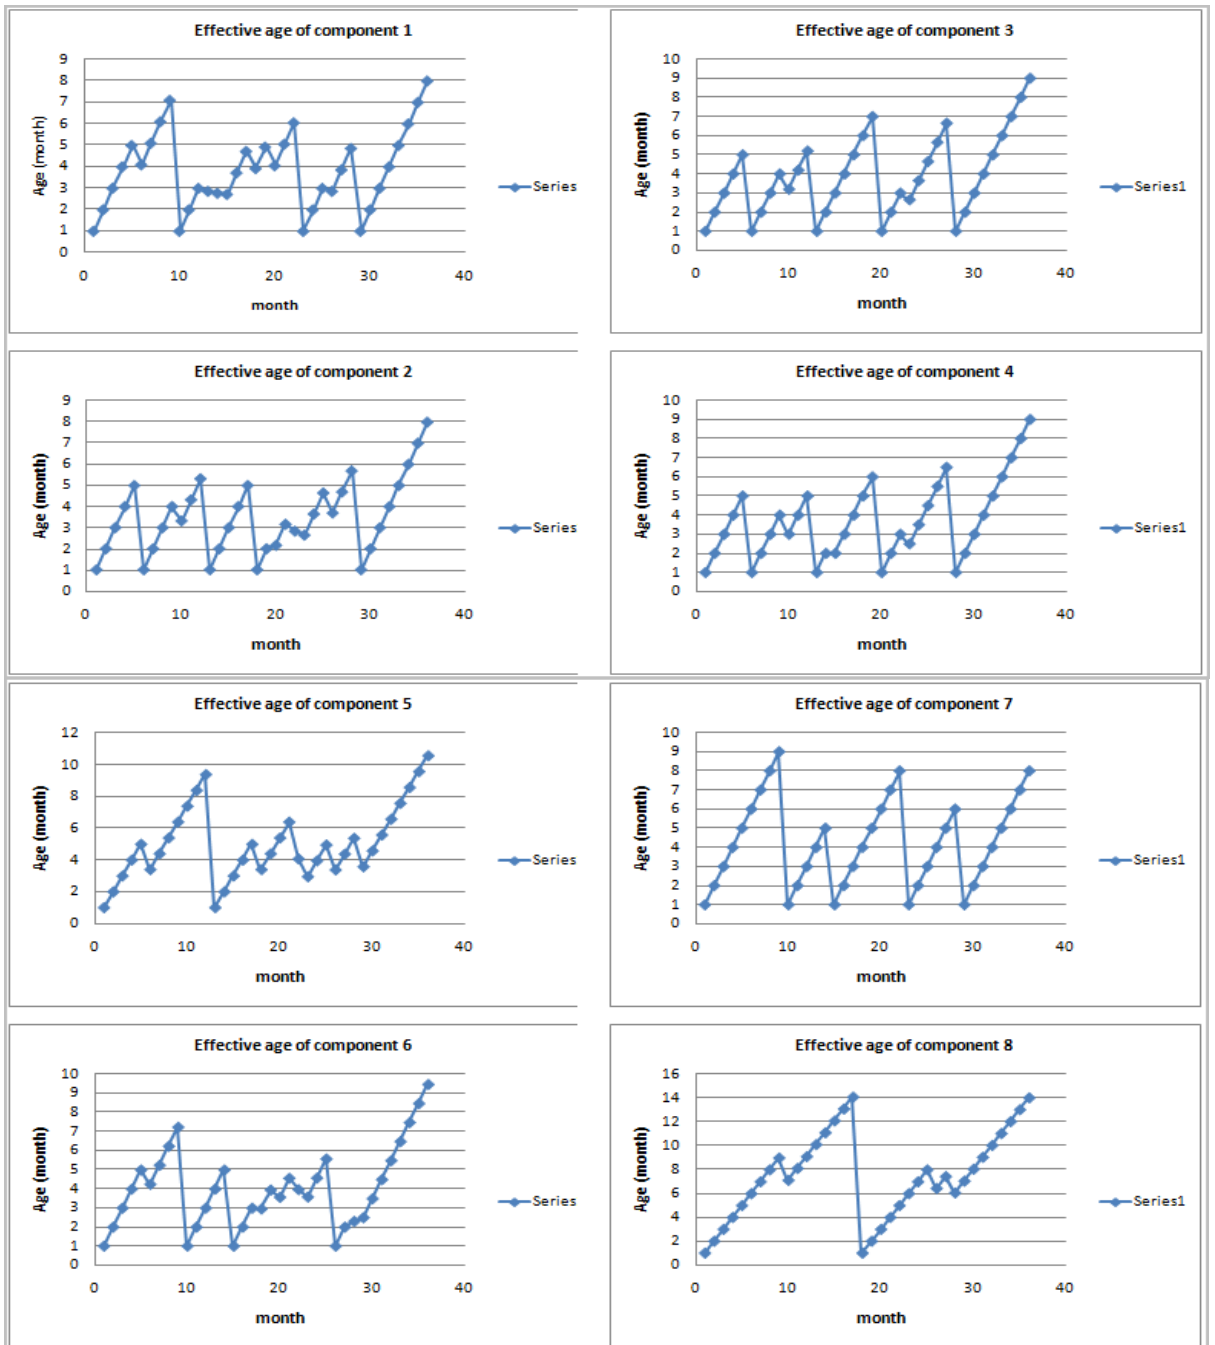 Effective age of component 1
9
8
7
6
5
4
3
2
1
0
Age (month)
0 10 20 30 40
month
Series
Effective age of component 3
10
9
8
7
6
5
4
3
2
1
0
Age (month)
0 10 20 30 40
month
Series1
Effective age of component 2
9
8
7
6
5
4
3
2
1
0
Age (month)
0 10 20 30 40
month
Series
Effective age of component 4
10
9
8
7
6
5
4
3
2
1
0
Age (month)
0 10 20 30 40
month
Series1
Effective age of component 5
12
10
8
6
4
2
0
Age (month)
0 10 20 30 40
month
Series
Effective age of component 7
10
9
8
7
6
5
4
3
2
1
0
Age (month)
0 10 20 30 40
month
Series1
Effective age of component 6
10
9
8
7
6
5
4
3
2
1
0
Age (month)
0 10 20 30 40
month
Series
Effective age of component 8
16
14
12
10
8
6
4
2
0
Age (month)
0 10 20 30 40
month
Series1